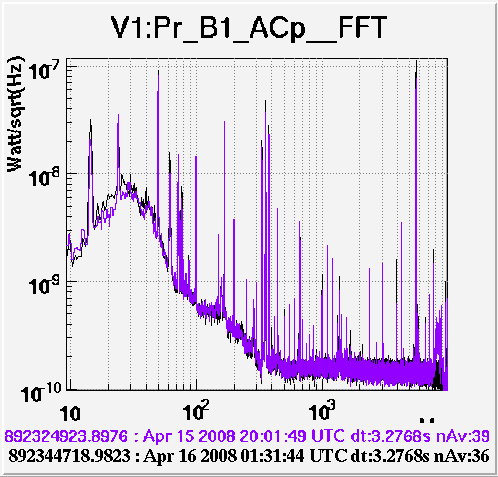 V1:Pr_B1_ACp__FFT
Watt/sqrt(Hz)
10-7
10-8
10-9
10-10
10 10² 10³
892324923.8976 : Apr 15 2008 20:01:49 UTC dt:3.2768s nAv:39
892344718.9823 : Apr 16 2008 01:31:44 UTC dt:3.2768s nAv:36